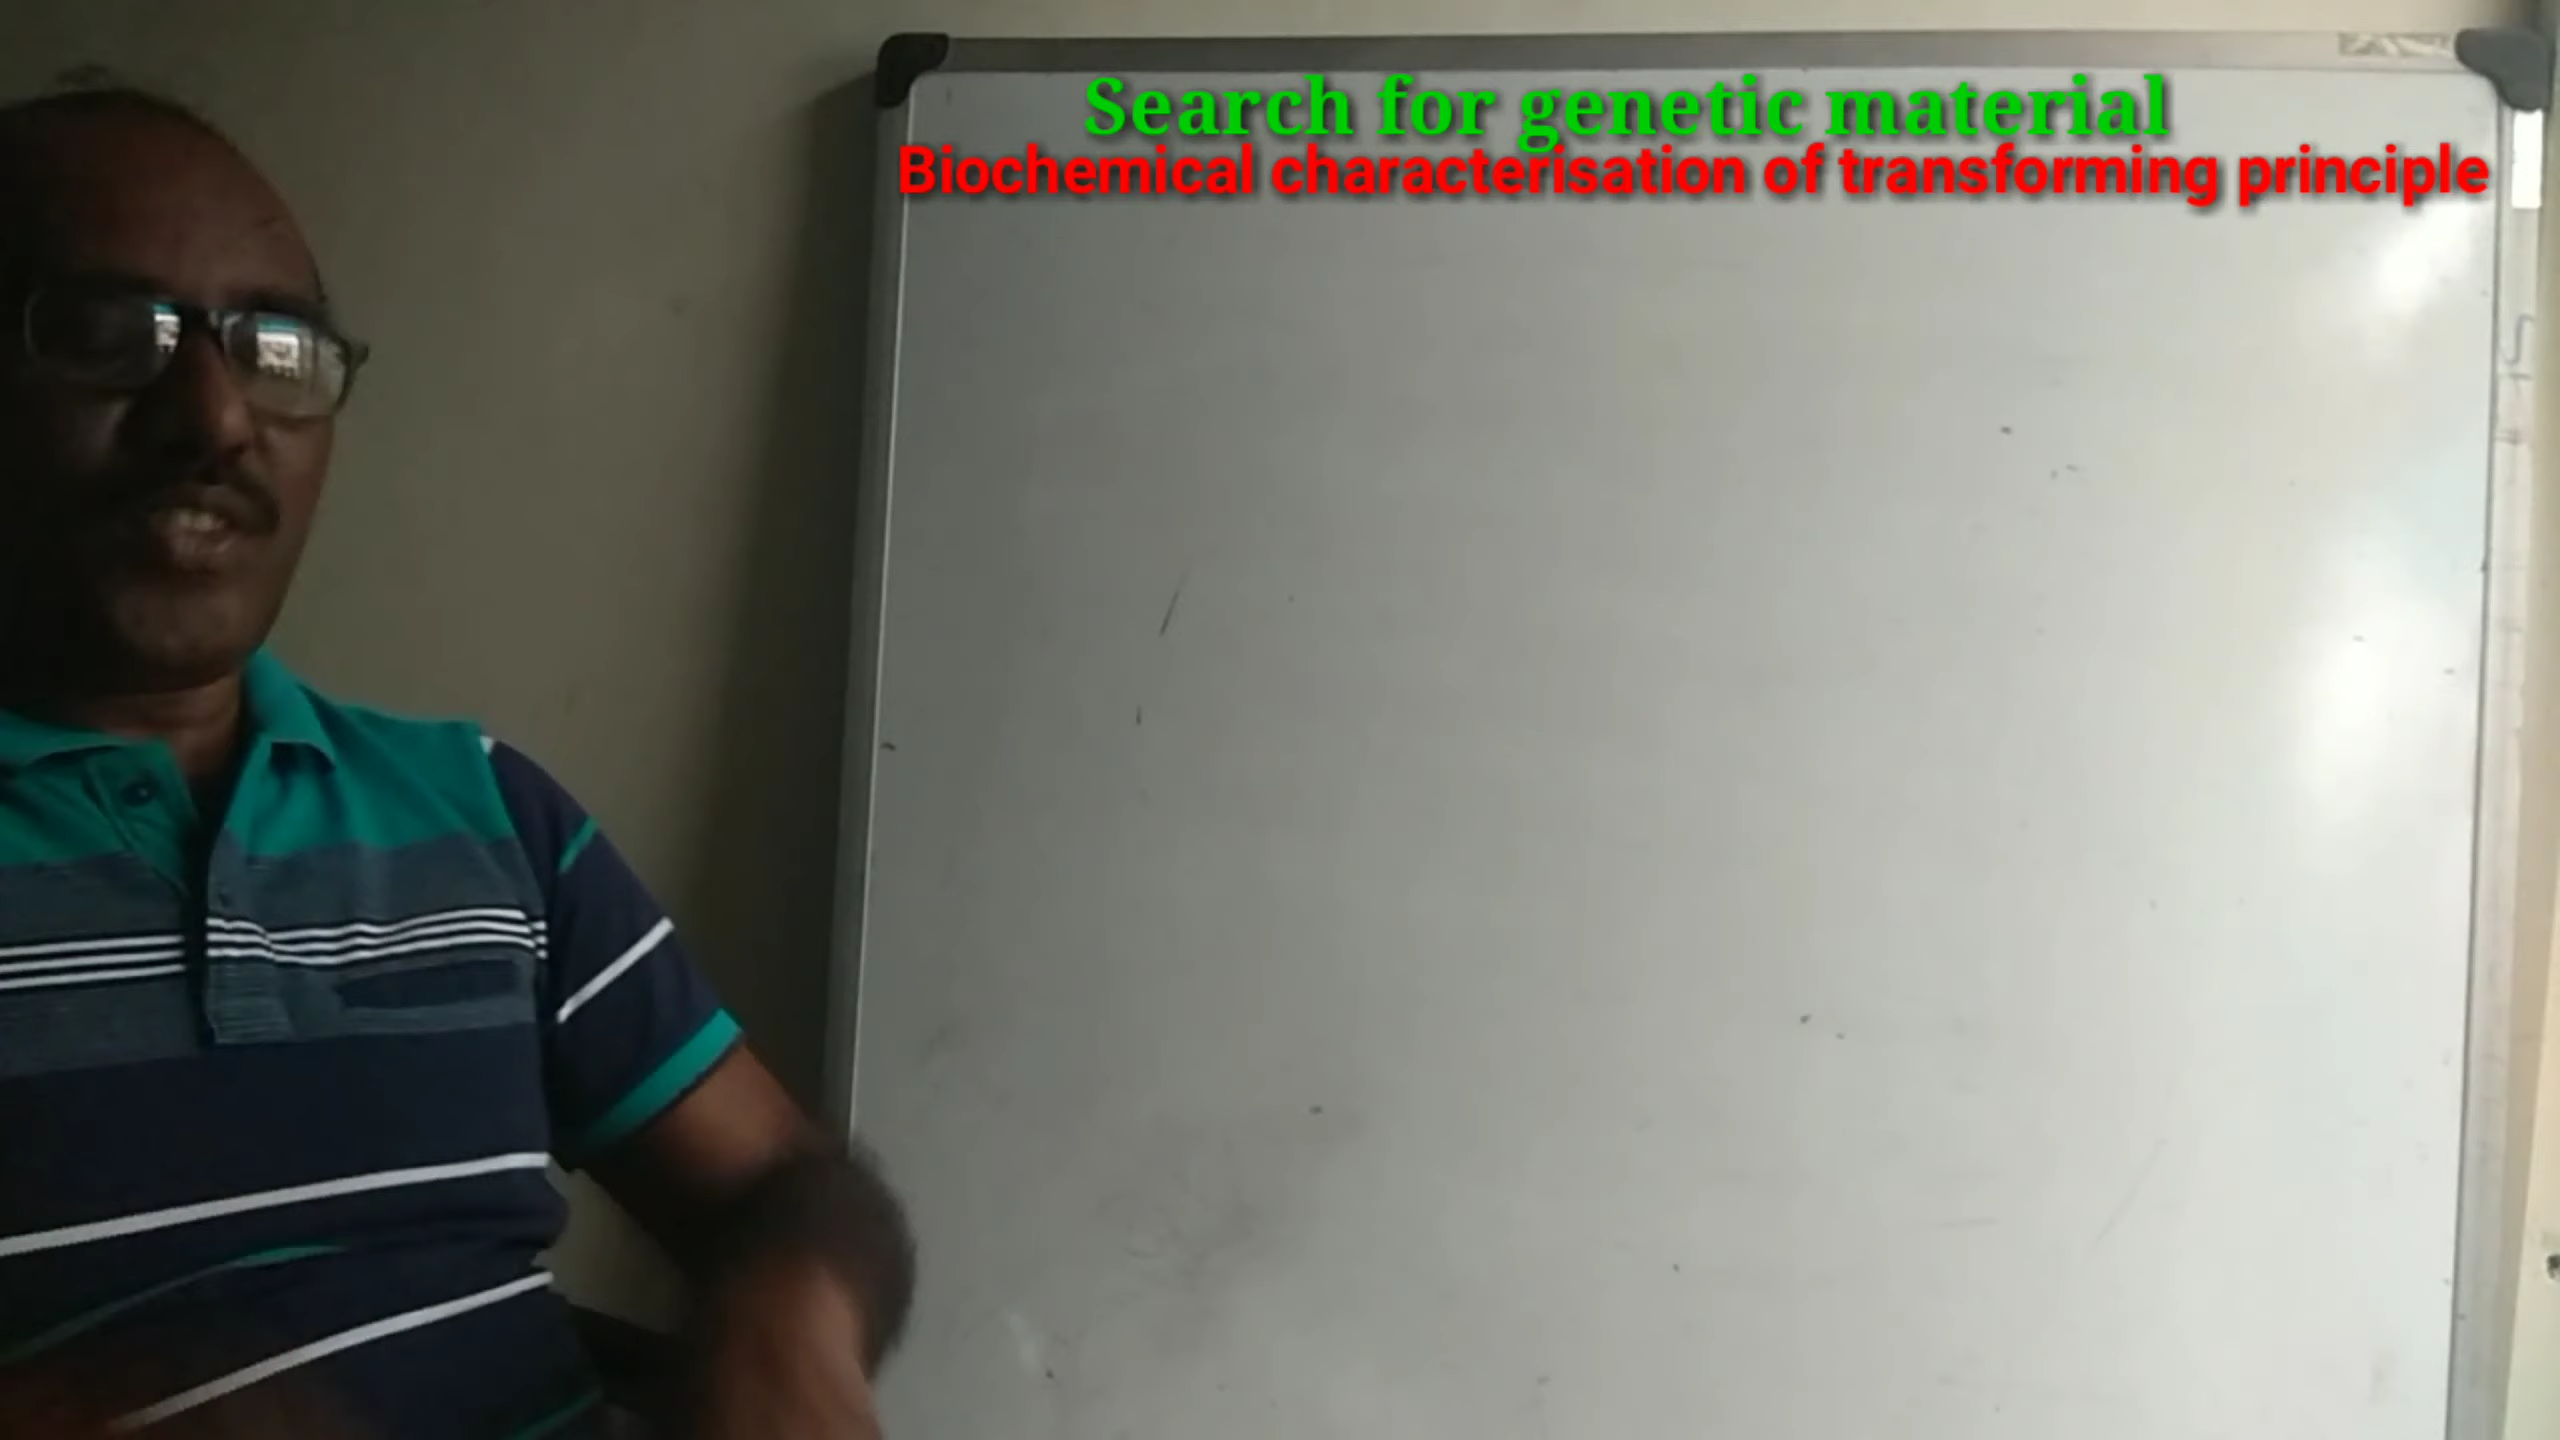 Search for genetic material
Biochemical characterisation of transforming principle